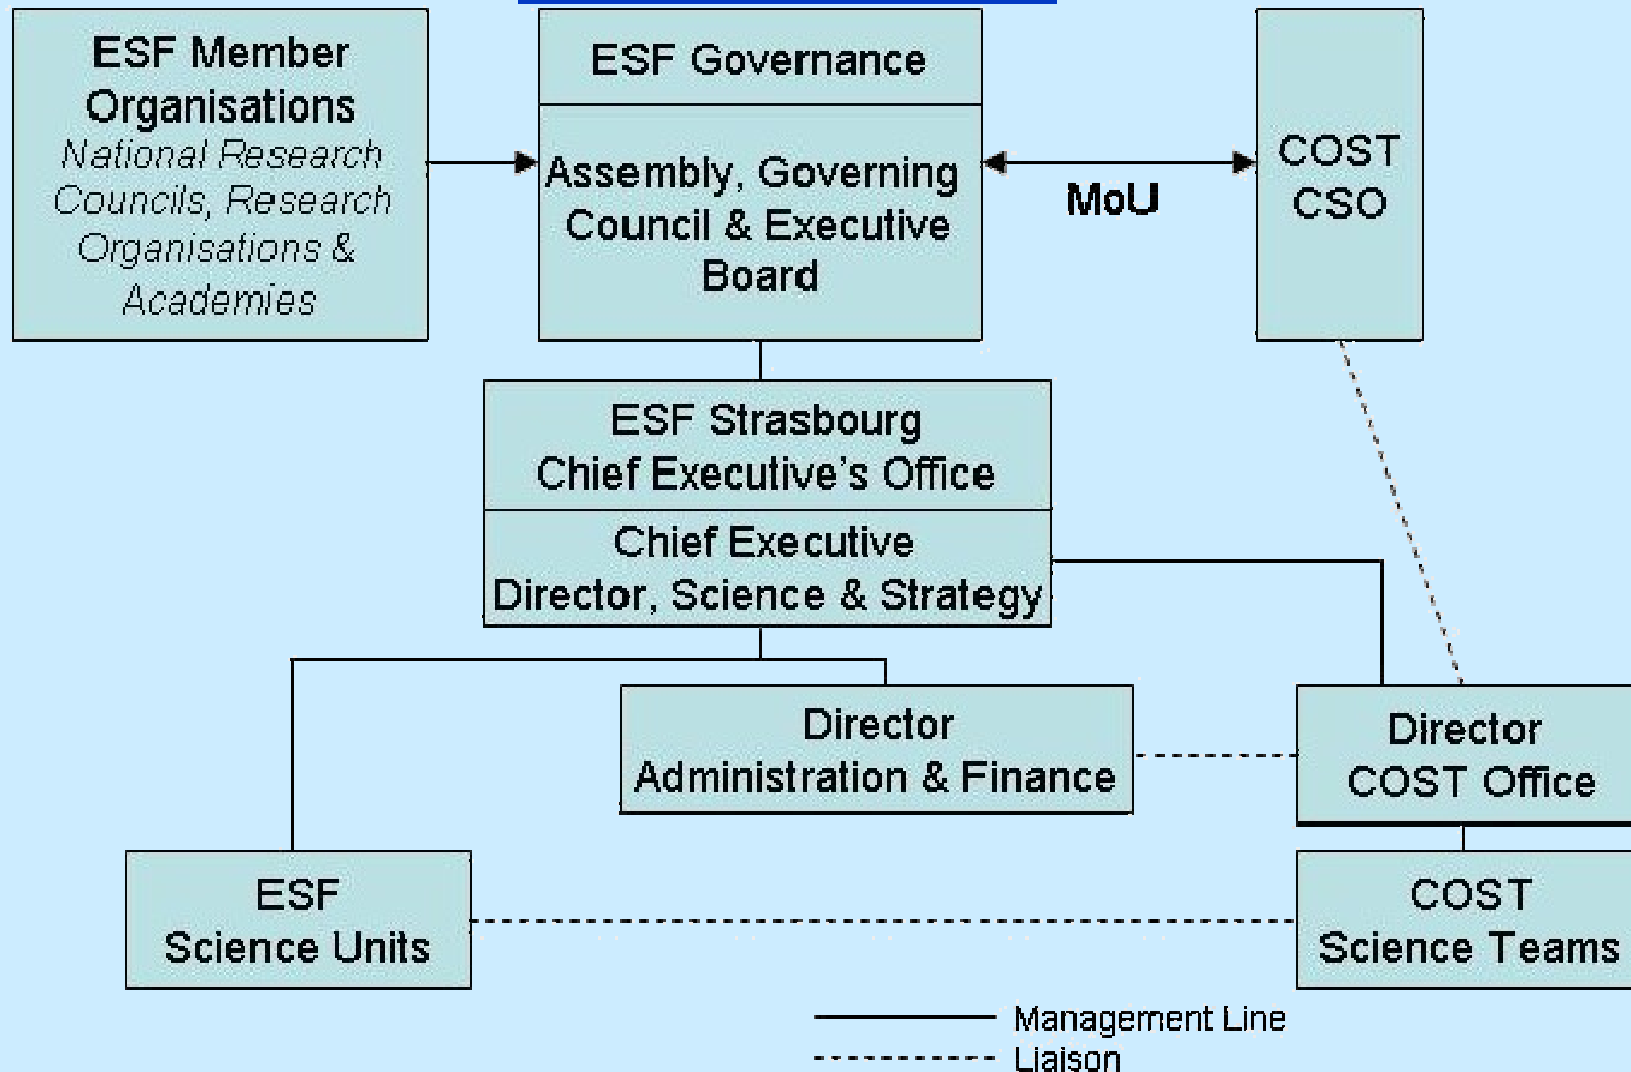 ESF Member
Organisations
National Research
Councils, Research
Organisations &
Academies
ESF Governance
Assembly, Governing
Council & Executive
Board
MoU
COST
CSO
ESF Strasbourg
Chief Executive's Office
Chief Executive
Director, Science & Strategy
Director
Administration & Finance
Director
COST Office
ESF
Science Units
COST
Science Teams
Management Line
Liaison